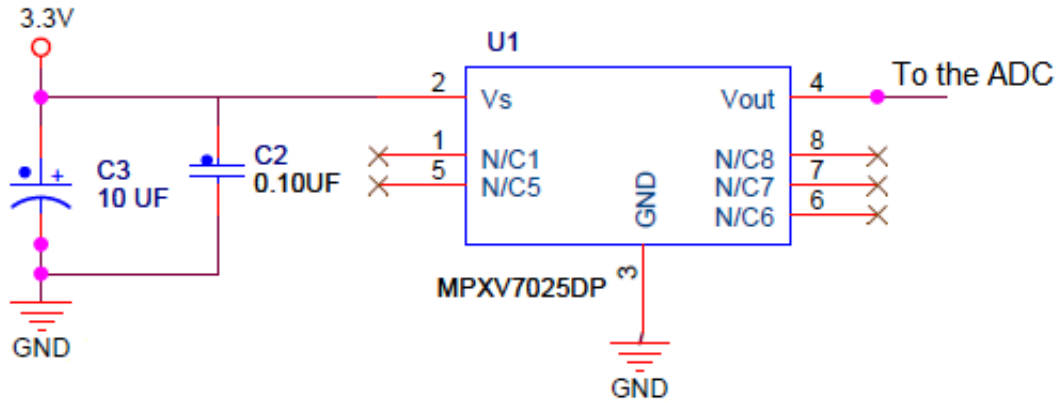 3.3V
U1
2
Vs
Vout
4
To the ADC
1
N/C1
N/C8
8
5
N/C5
N/C7
7
GND
N/C6
6
C3
10 UF
C2
0.10UF
MPXV7025DP
3
GND
GND
+